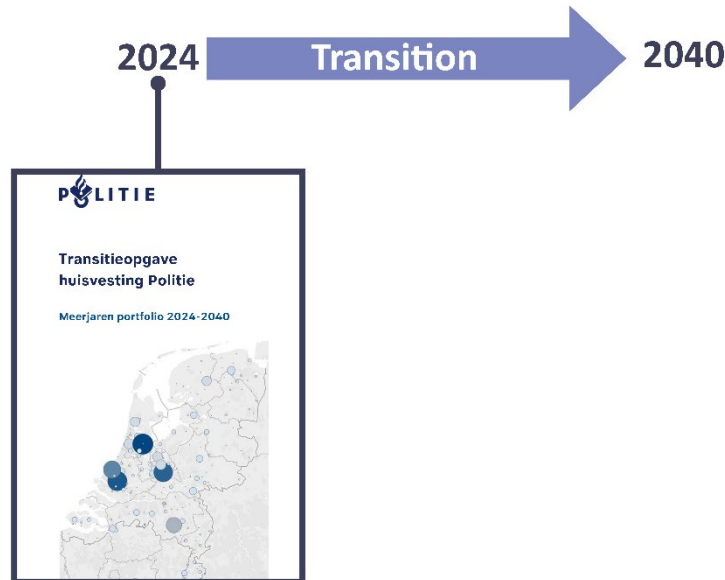 2024 Transition 2040
POLITIE
Transitieopgave
huisvesting Politie
Meerjaren portfolio 2024-2040